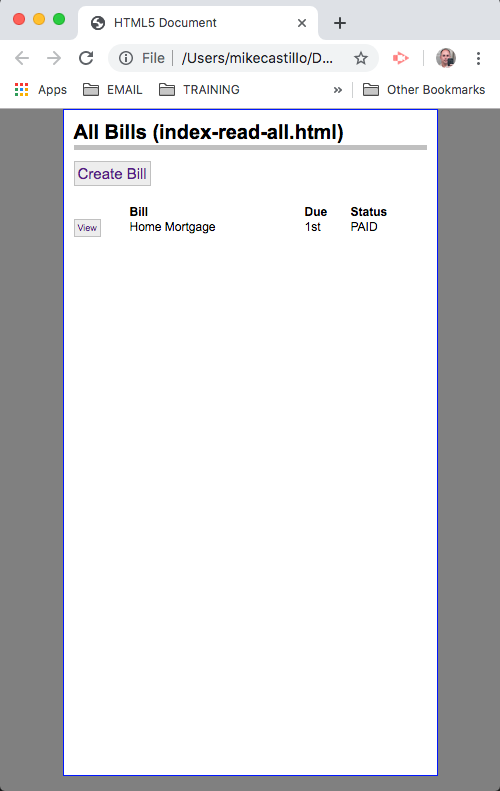 HTML5 Document
File | /Users/mikecastillo/D...
Apps EMAIL TRAINING » Other Bookmarks
All Bills (index-read-all.html)
Create Bill
Bill Due Status
View Home Mortgage 1st PAID